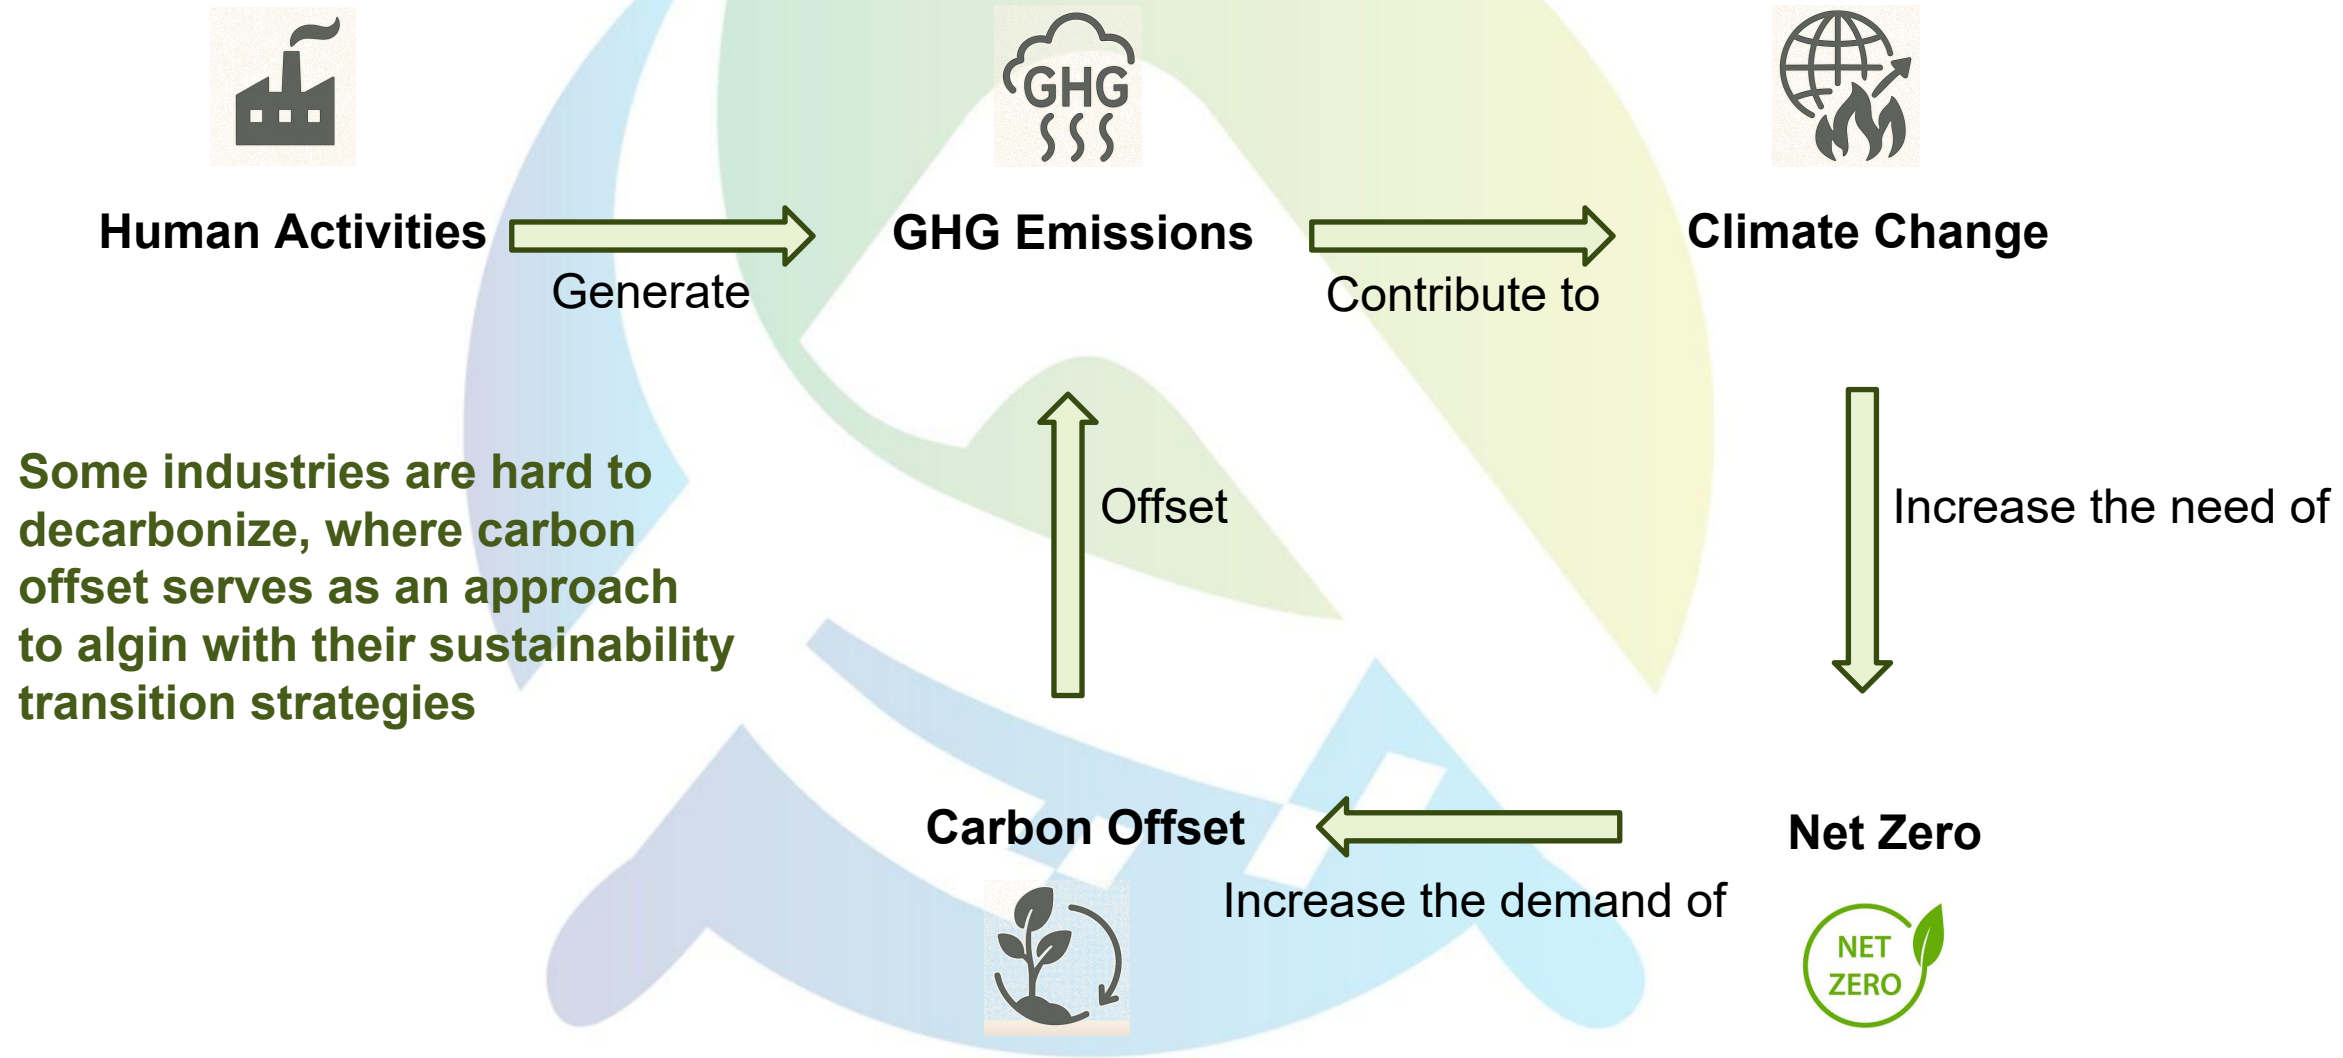 GHG
Human Activities
GHG Emissions
Climate Change
Generate
Contribute to
Some industries are hard to
decarbonize, where carbon
offset serves as an approach
to algin with their sustainability
transition strategies
Offset
Increase the need of
Carbon Offset
Net Zero
Increase the demand of
NET
ZERO